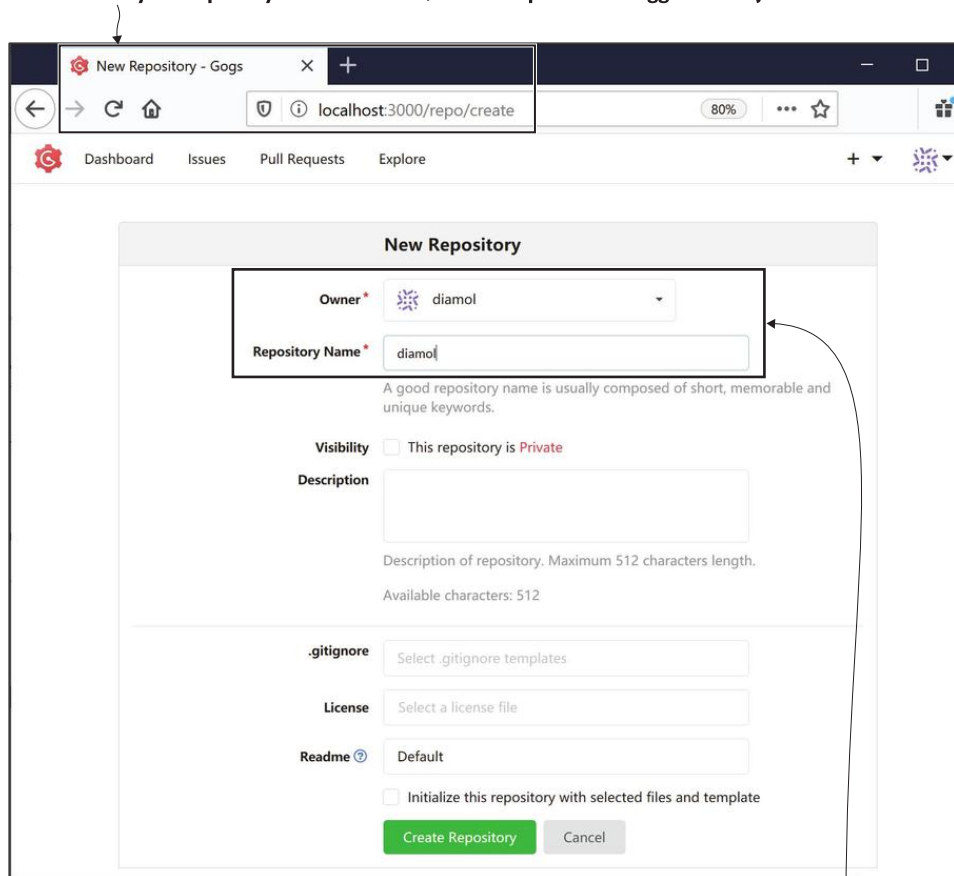 New Repository - Gogs
localhost:3000/repo/create
80%
Dashboard Issues Pull Requests Explore
New Repository
Owner *
diamol
Repository Name *
diamol
A good repository name is usually composed of short, memorable and
unique keywords.
Visibility
This repository is Private
Description
Description of repository. Maximum 512 characters length.
Available characters: 512
.gitignore
Select .gitignore templates
License
Select a license file
Readme
Default
Initialize this repository with selected files and template
Create Repository Cancel